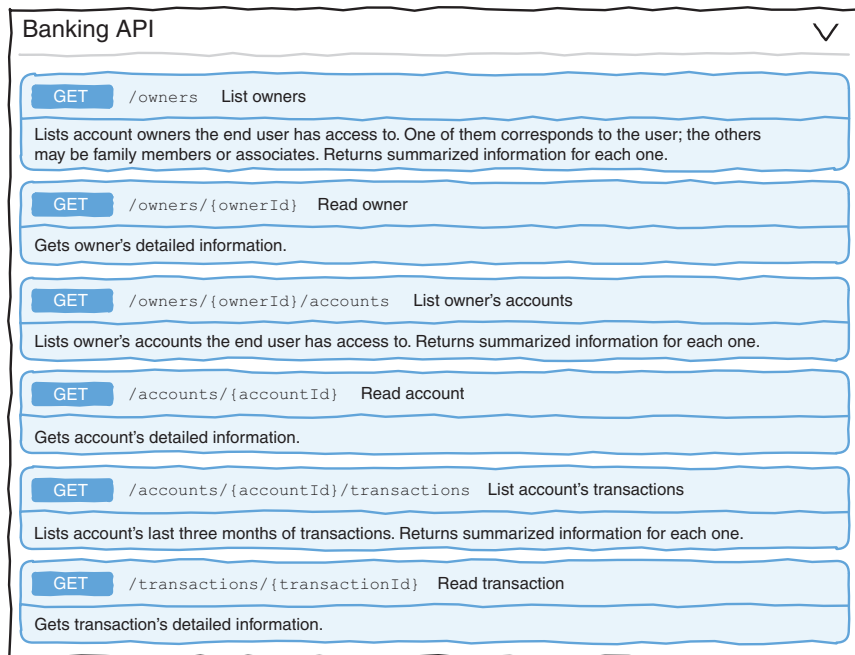 Banking API
GET /owners List owners
Lists account owners the end user has access to. One of them corresponds to the user; the others
may be family members or associates. Returns summarized information for each one.
GET /owners/{ownerId} Read owner
Gets owner's detailed information.
GET /owners/{ownerId}/accounts List owner's accounts
Lists owner's accounts the end user has access to. Returns summarized information for each one.
GET /accounts/{accountId} Read account
Gets account's detailed information.
GET /accounts/{accountId}/transactions List account's transactions
Lists account's last three months of transactions. Returns summarized information for each one.
GET /transactions/{transactionId} Read transaction
Gets transaction's detailed information.